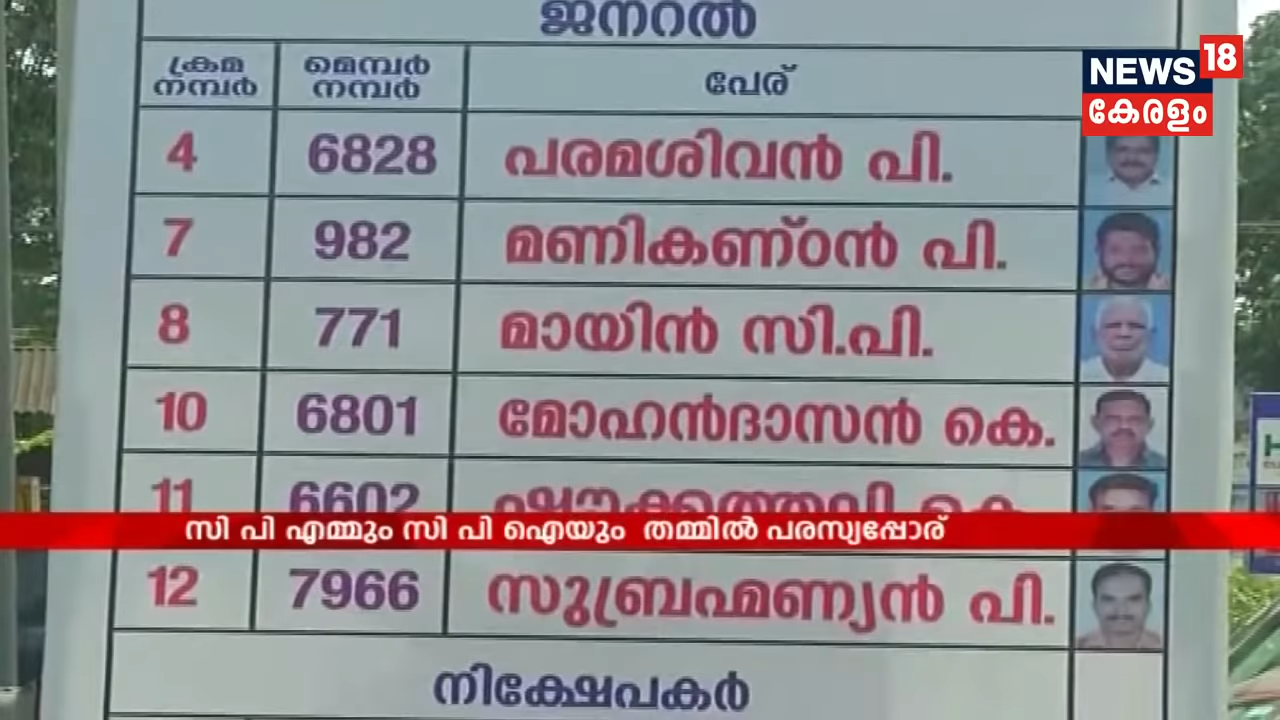 ജനറൽ
ക്രമ നമ്പർ മെമ്പർ നമ്പർ പേര്
NEWS 18
കേരളം
4 6828 പരമശിവൻ പി.
7 982 മണികണ്ഠൻ പി.
8 771 മായിൻ സി.പി.
10 6801 മോഹൻദാസൻ കെ.
11 6602 ഷൗക്കത്തലി കെ.
സി പി എമ്മും സി പി ഐയും തമ്മിൽ പരസ്യപ്പോര്
12 7966 സുബ്രഹ്മണ്യൻ പി.
നിക്ഷേപകർ